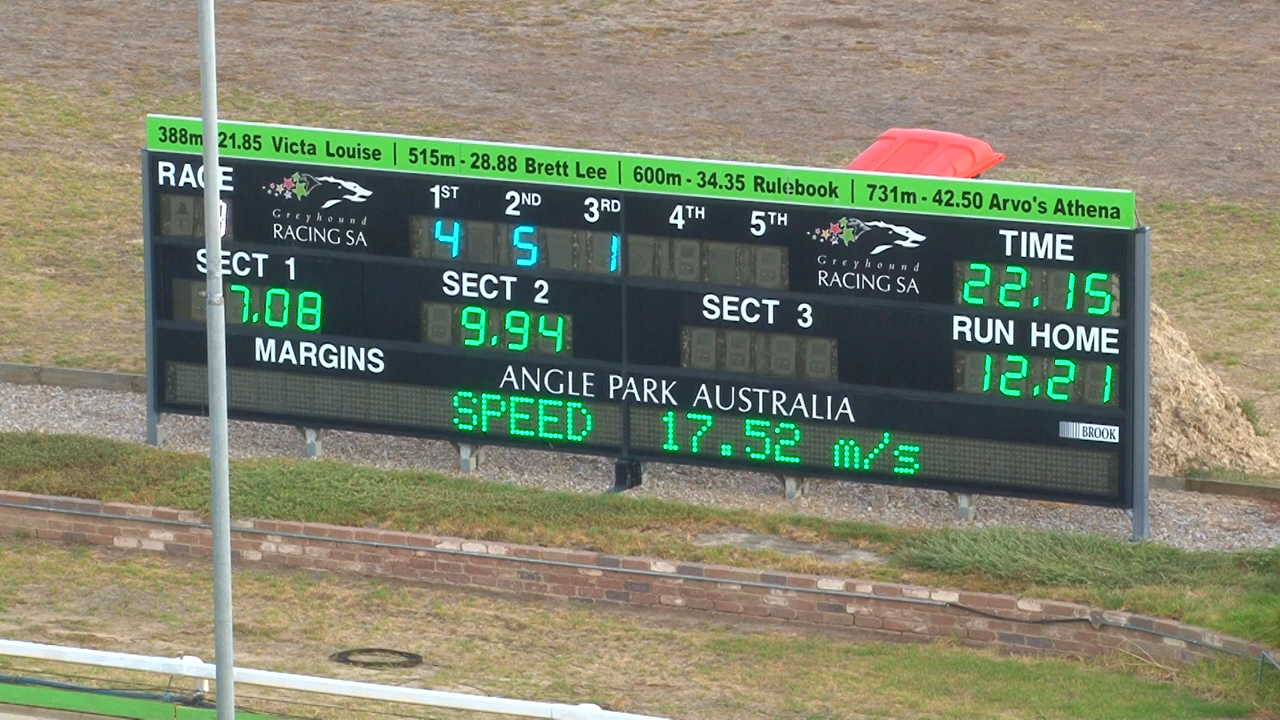 388m 21.85 Victa Louise | 515m - 28.88 Brett Lee | 600m - 34.35 Rulebook | 731m - 42.50 Arvo's Athena
RACE
Greyhound
RACING SA
1ST 2ND 3RD 4TH 5TH
4 5 1
Greyhound
RACING SA
TIME
22.15
SECT 1
7.08
SECT 2
9.94
SECT 3
RUN HOME
12.21
MARGINS
ANGLE PARK AUSTRALIA
SPEED 17.52 m/s
BROOK